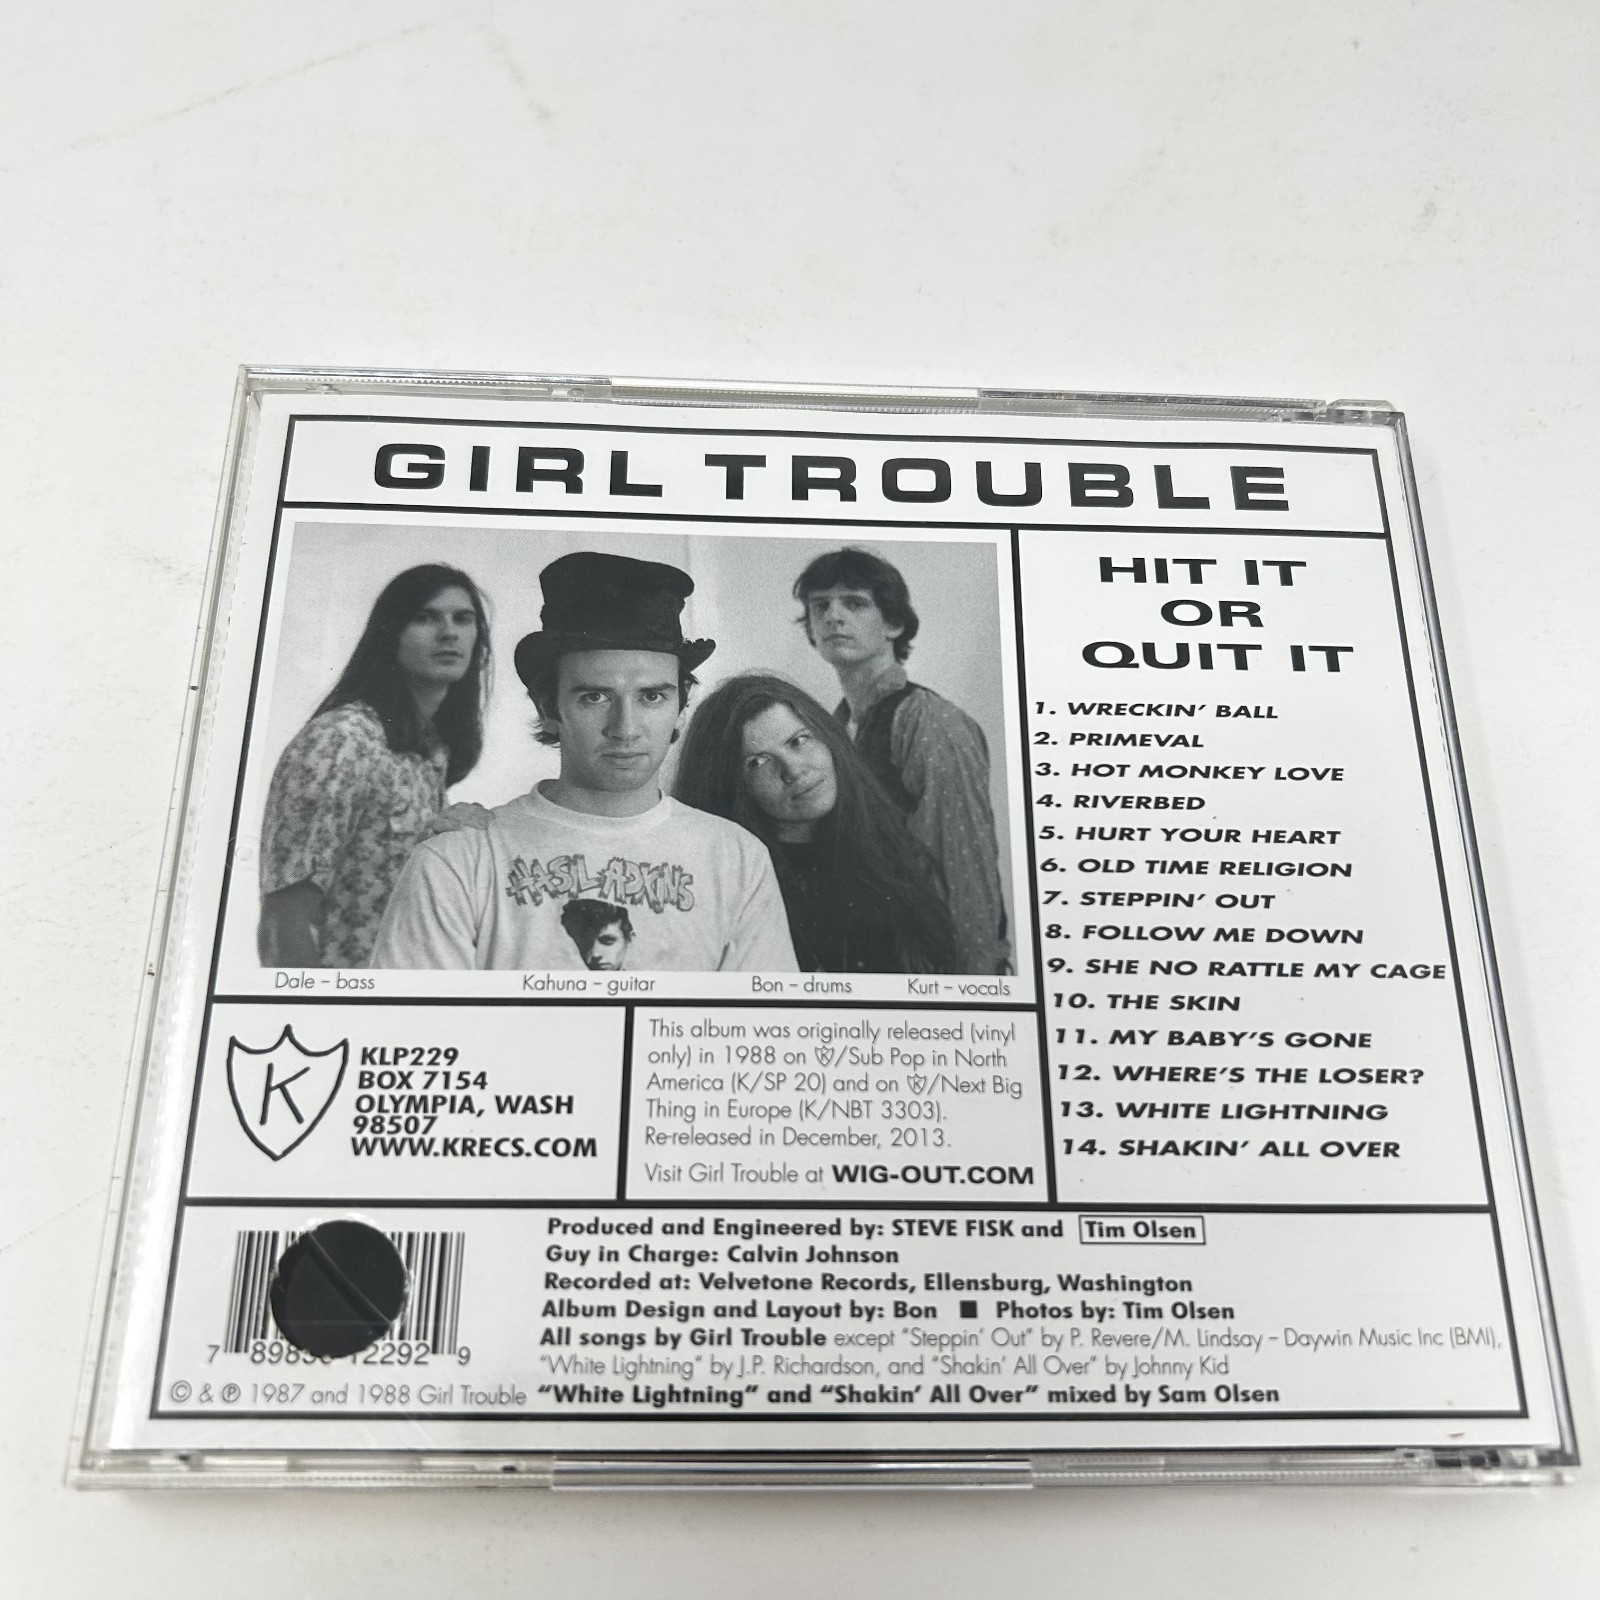 GIRL TROUBLE
HASIL ADKINS
Dale – bass
Kahuna – guitar
Bon – drums
Kurt – vocals
HIT IT
OR
QUIT IT
1. WRECKIN' BALL
2. PRIMEVAL
3. HOT MONKEY LOVE
4. RIVERBED
5. HURT YOUR HEART
6. OLD TIME RELIGION
7. STEPPIN' OUT
8. FOLLOW ME DOWN
9. SHE NO RATTLE MY CAGE
10. THE SKIN
11. MY BABY'S GONE
12. WHERE'S THE LOSER?
13. WHITE LIGHTNING
14. SHAKIN' ALL OVER
K
KLP229
BOX 7154
OLYMPIA, WASH
98507
WWW.KRECS.COM
This album was originally released (vinyl
only) in 1988 on K/Sub Pop in North
America (K/SP 20) and on K/Next Big
Thing in Europe (K/NBT 3303).
Re-released in December, 2013.
Visit Girl Trouble at WIG-OUT.COM
Produced and Engineered by: STEVE FISK and Tim Olsen
Guy in Charge: Calvin Johnson
Recorded at: Velvetone Records, Ellensburg, Washington
Album Design and Layout by: Bon ■ Photos by: Tim Olsen
All songs by Girl Trouble except "Steppin' Out" by P. Revere/M. Lindsay – Daywin Music Inc (BMI),
"White Lightning" by J.P. Richardson, and "Shakin' All Over" by Johnny Kid
"White Lightning" and "Shakin' All Over" mixed by Sam Olsen
7 9
© & ℗ 1987 and 1988 Girl Trouble